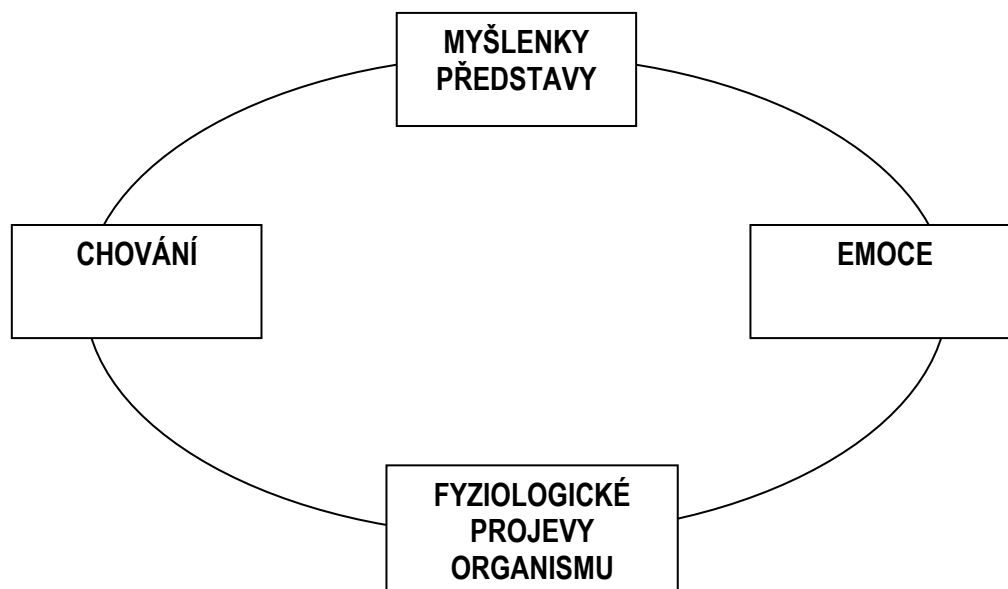 MYŠLENKY
PŘEDSTAVY
CHOVÁNÍ
EMOCE
FYZIOLOGICKÉ
PROJEVY
ORGANISMU